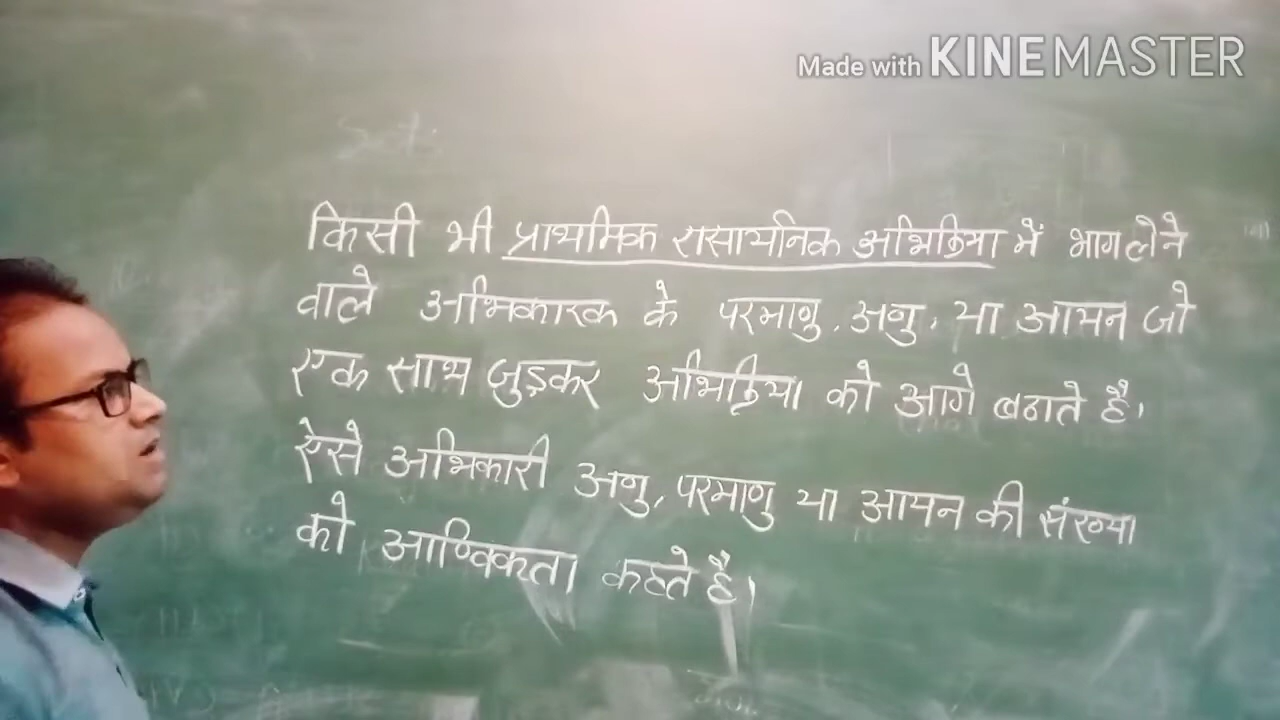 Made with KINEMASTER
किसी भी प्राथमिक रासायनिक अभिक्रिया में भाग लेने
वाले अभिकारक के परमाणु, अणु, या आयन जो
एक साथ जुड़कर अभिक्रिया को आगे बढाते है।
ऐसे अभिकारी अणु, परमाणु या आयन की संख्या
को आण्विकता कहते है।